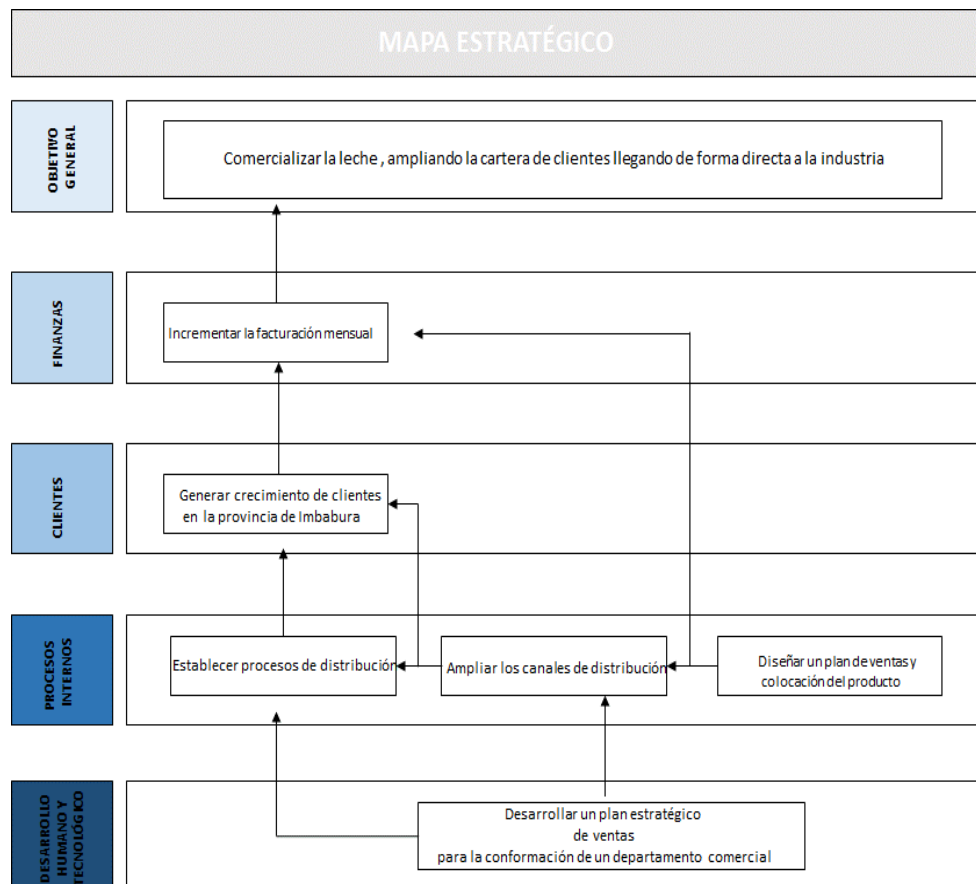 MAPA ESTRATÉGICO
OBJETIVO
GENERAL
Comercializar la leche , ampliando la cartera de clientes llegando de forma directa a la industria
FINANZAS
Incrementar la facturación mensual
CLIENTES
Generar crecimiento de clientes
en la provincia de Imbabura
PROCESOS
INTERNOS
Establecer procesos de distribución
Ampliar los canales de distribución
Diseñar un plan de ventas y
colocación del producto
DESARROLLO
HUMANO Y
TECNOLÓGICO
Desarrollar un plan estratégico
de ventas
para la conformación de un departamento comercial